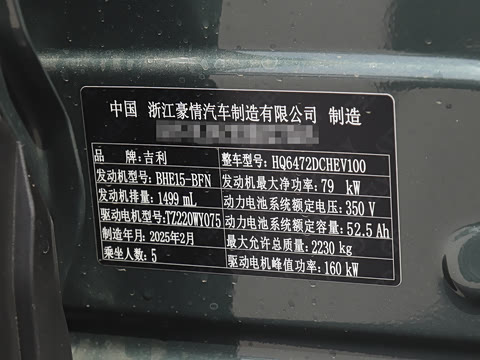 中国 浙江豪情汽车制造有限公司 制造
品 牌:吉利 整车型号:HQ6472DCHEV100
发动机型号:BHE15-BFN 发动机最大净功率:79 kW
发动机排量:1499 mL 动力电池系统额定电压:350 V
驱动电机型号:TZ220WY075 动力电池系统额定容量:52.5 Ah
制造年月:2025年2月 最大允许总质量:2230 kg
乘坐人数:5 驱动电机峰值功率:160 kW